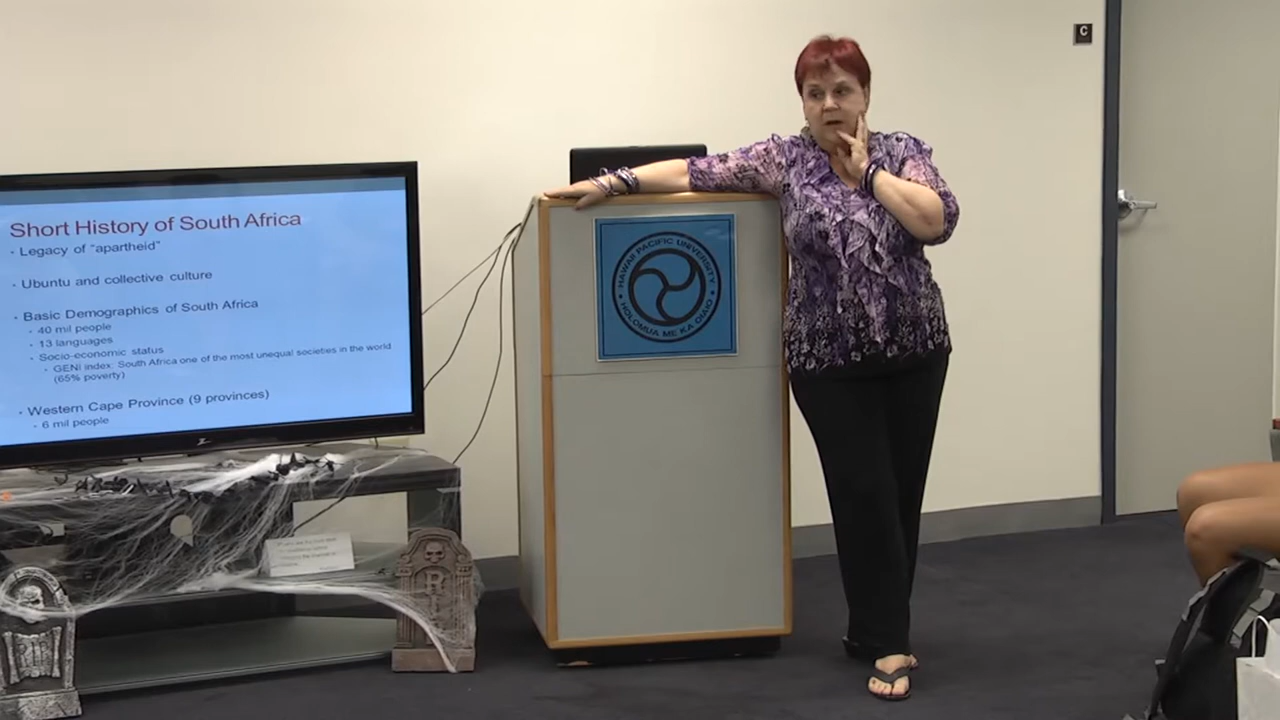 Short History of South Africa
• Legacy of "apartheid"
• Ubuntu and collective culture
• Basic Demographics of South Africa
• 40 mil people
• 13 languages
• Socio-economic status
• GENI index: South Africa one of the most unequal societies in the world
(65% poverty)
• Western Cape Province (9 provinces)
• 6 mil people
HAWAII PACIFIC UNIVERSITY
HOLOMUA ME KA OIAIO
C